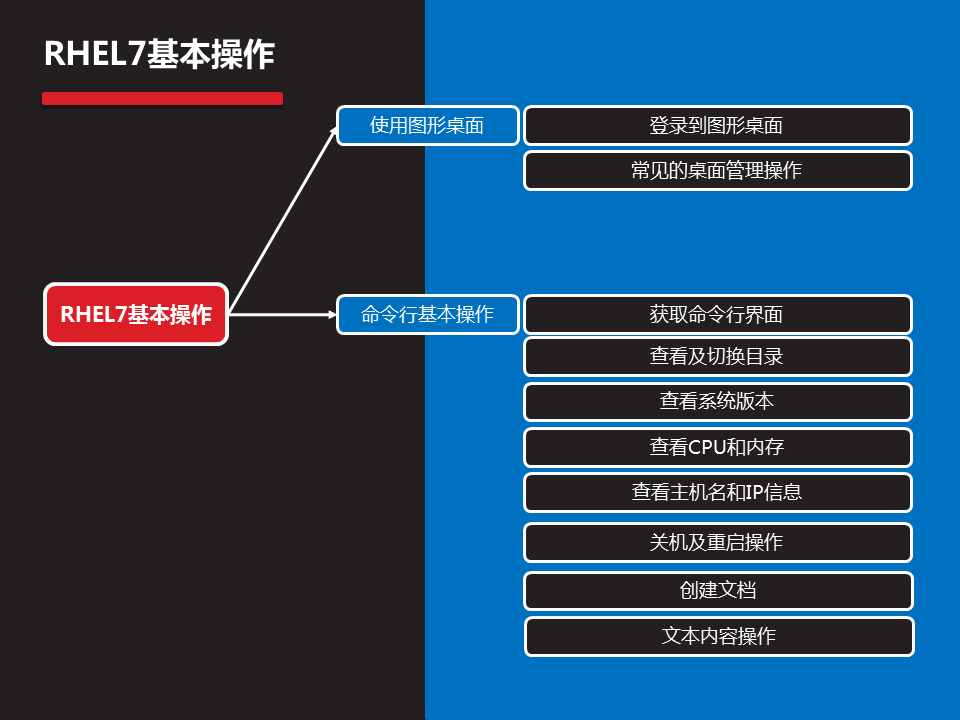 RHEL7基本操作
使用图形桌面
登录到图形桌面
常见的桌面管理操作
RHEL7基本操作
命令行基本操作
获取命令行界面
查看及切换目录
查看系统版本
查看CPU和内存
查看主机名和IP信息
关机及重启操作
创建文档
文本内容操作